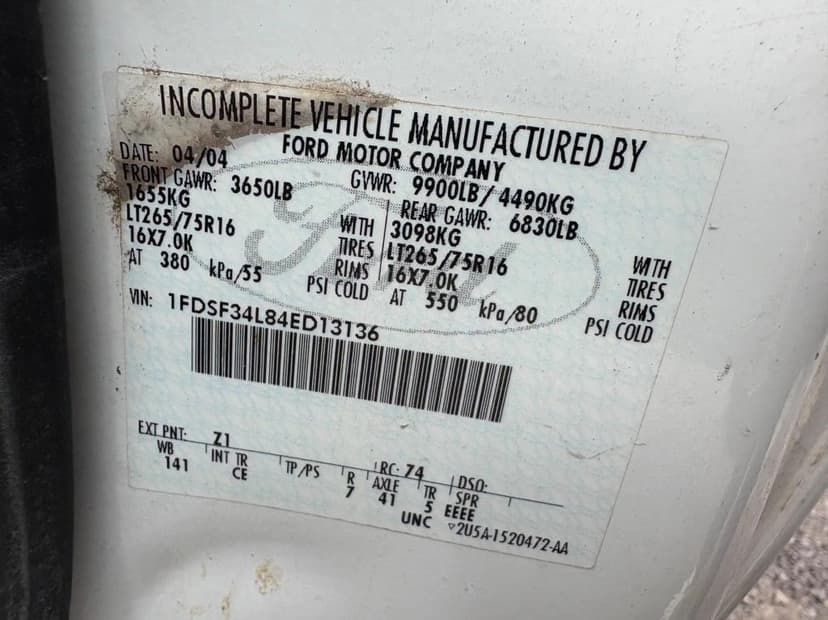 INCOMPLETE VEHICLE MANUFACTURED BY
FORD MOTOR COMPANY
DATE: 04/04 GVWR: 9900LB/ 4490KG
FRONT GAWR: 3650LB REAR GAWR: 6830LB
1655KG WITH 3098KG WITH
LT265/75R16 TIRES LT265/75R16 TIRES
16X7.0K RIMS 16X7.0K RIMS
AT 380 kPa/55 PSI COLD AT 550 kPa/80 PSI COLD
VIN: 1FDSF34L84ED13136
Ford
EXT PNT: Z1 RC: 74 DSO:
WB INT TR TP/PS R AXLE TR SPR
141 CE 7 41 5 EEEE
UNC ▽2U5A-1520472-AA